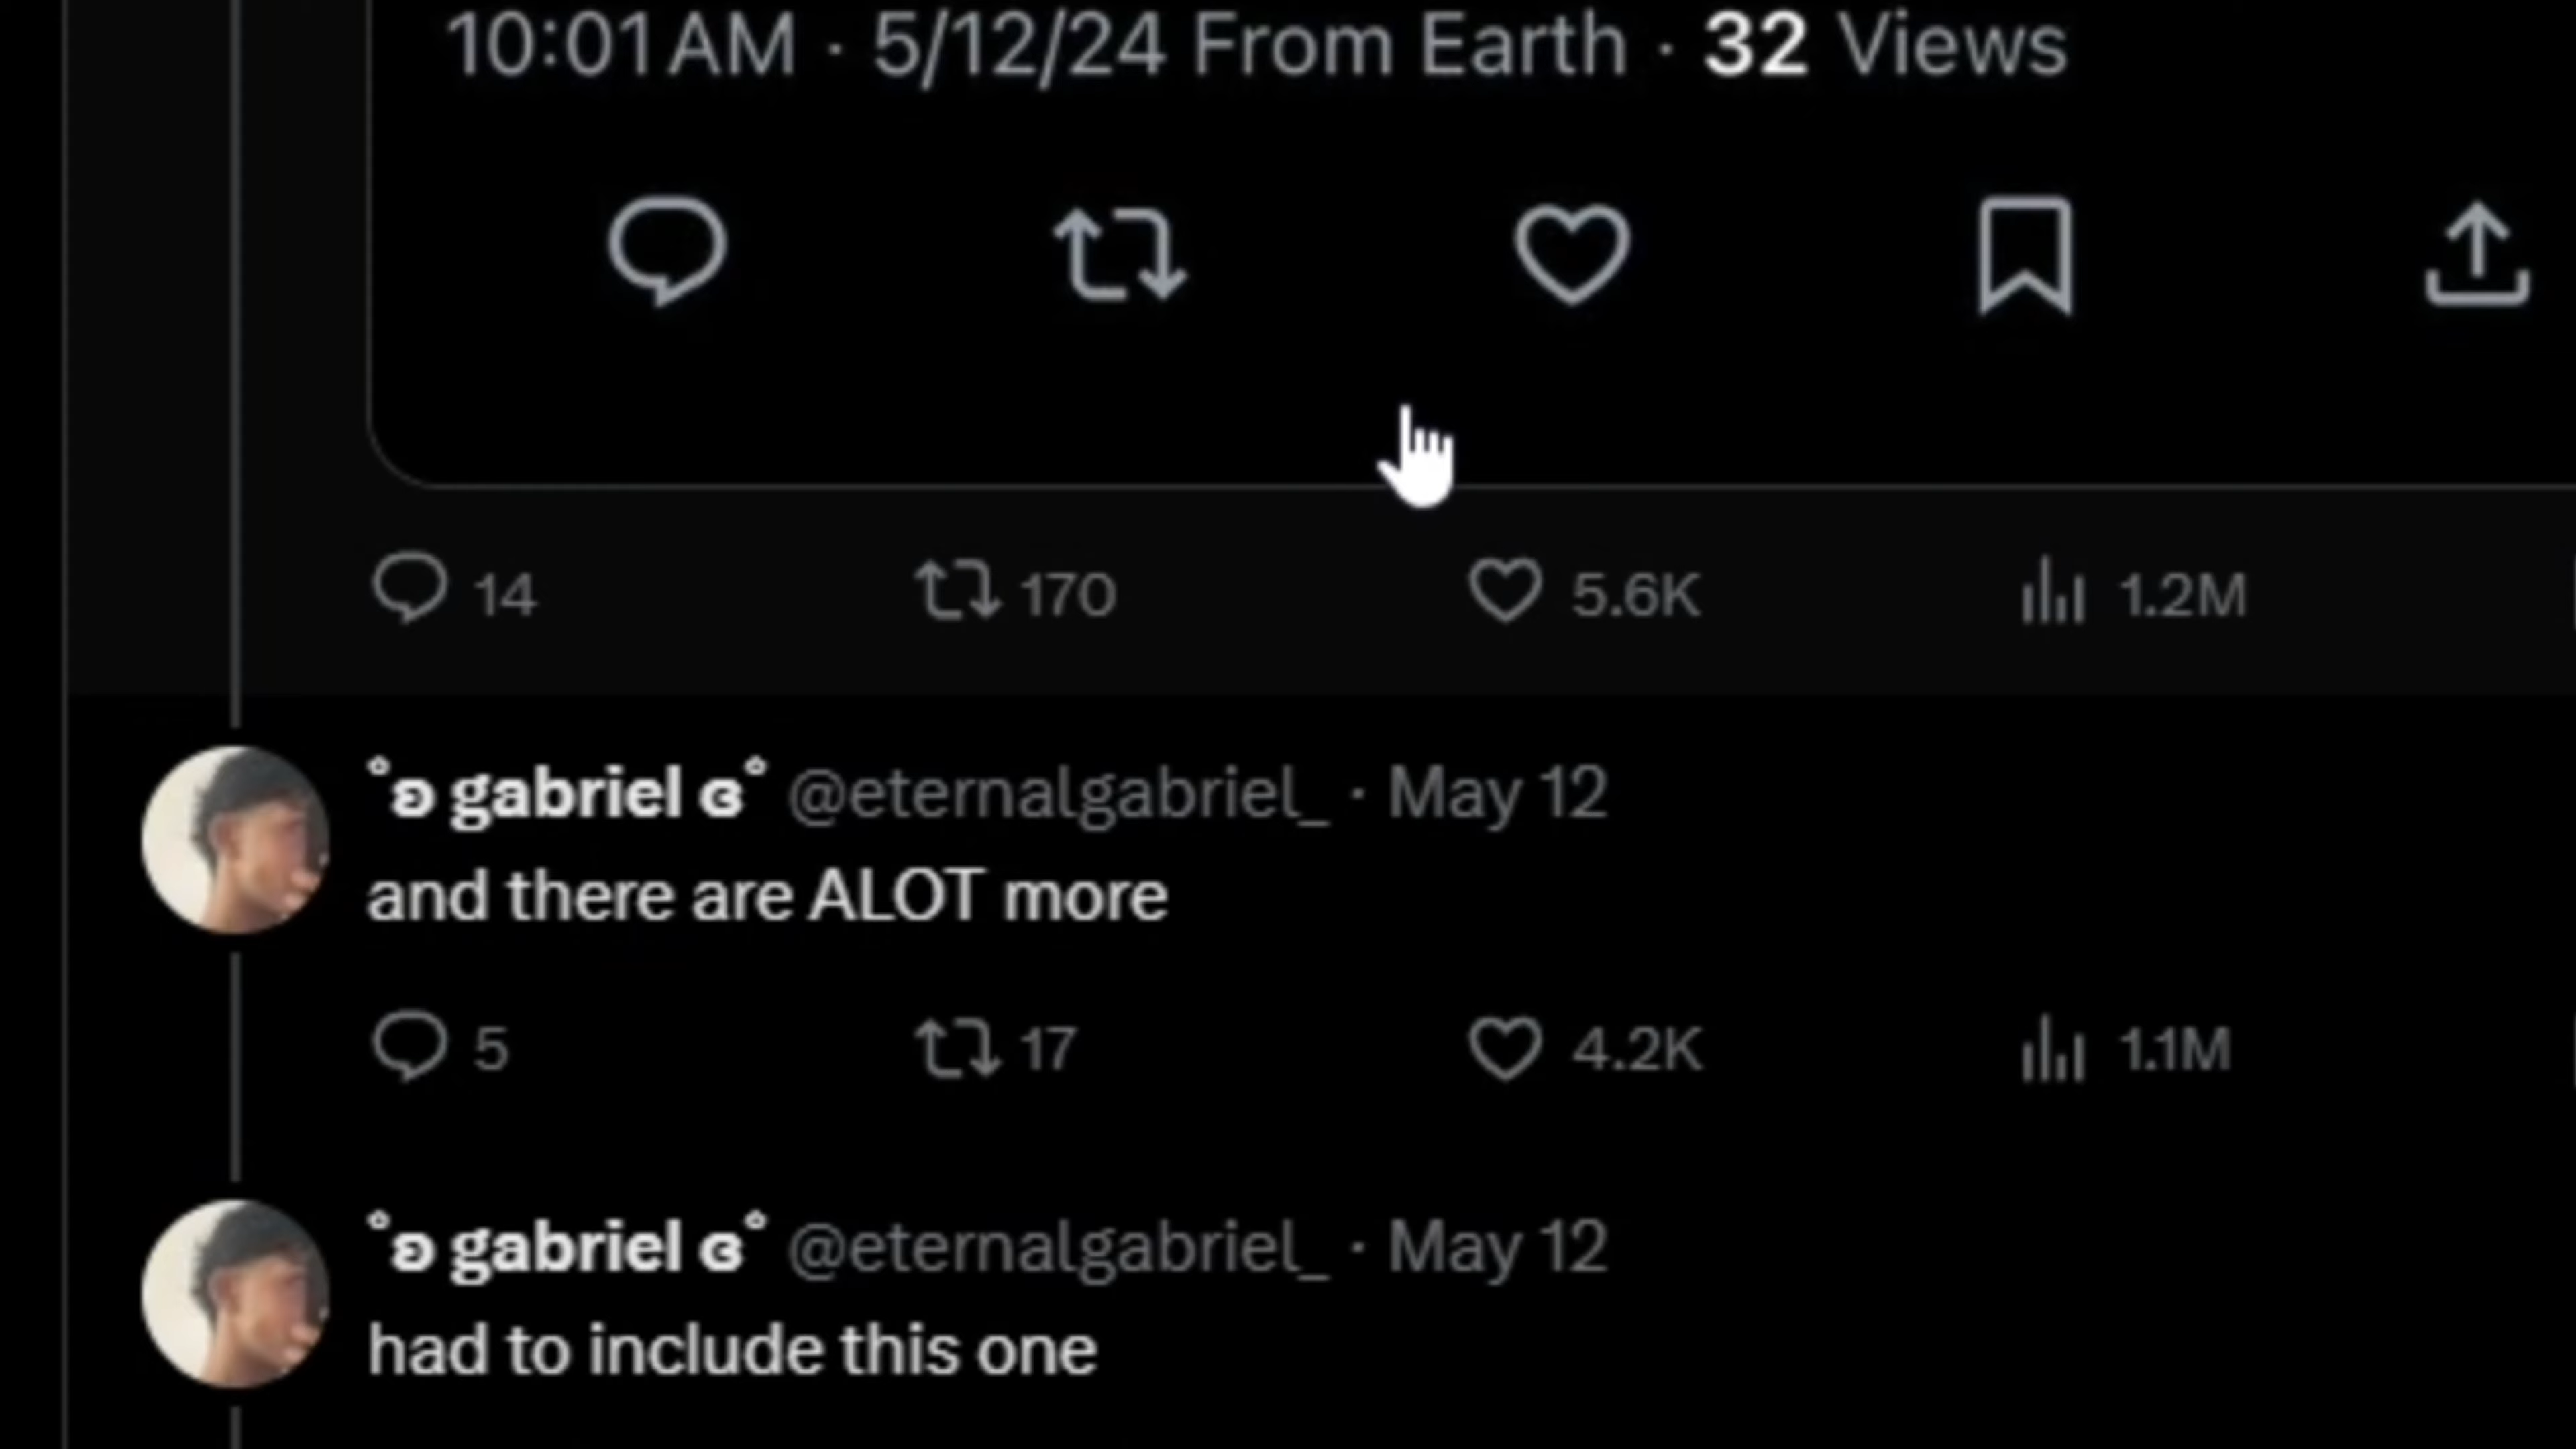 10:01 AM · 5/12/24 From Earth · 32 Views
14 170 5.6K 1.2M
˚ʚ gabriel ɞ˚ @eternalgabriel_ · May 12
and there are ALOT more
5 17 4.2K 1.1M
˚ʚ gabriel ɞ˚ @eternalgabriel_ · May 12
had to include this one